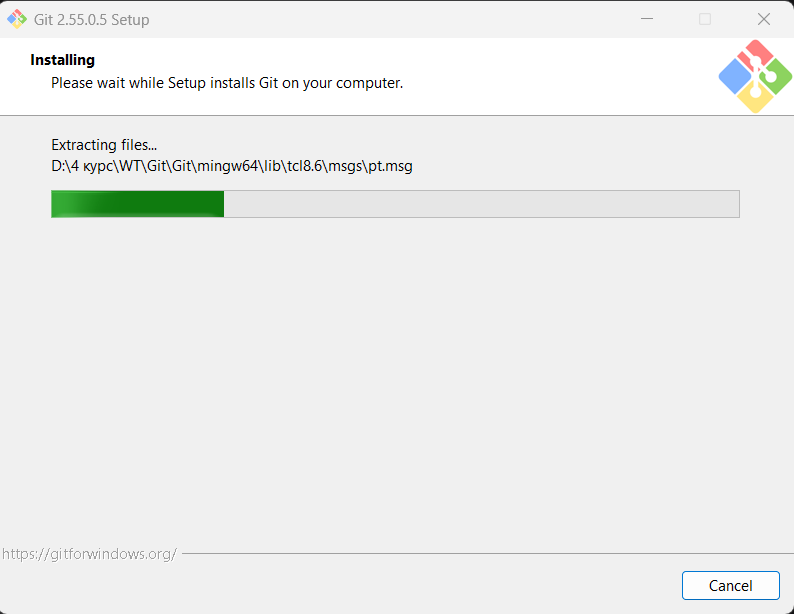 Git 2.55.0.5 Setup
Installing
Please wait while Setup installs Git on your computer.
Extracting files...
D:\4 курс\WT\Git\Git\mingw64\lib\tcl8.6\msgs\pt.msg
https://gitforwindows.org/
Cancel